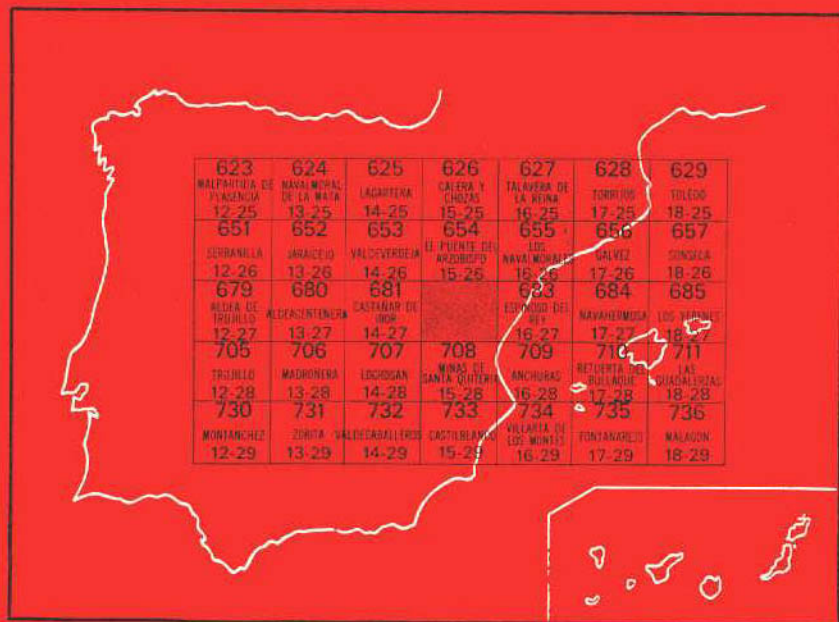 623 624 625 626 627 628 629
MALPARTIDA DE PLASENCIA NAVALMORAL DE LA MATA LAGARTERA CALERA Y CHOZAS TALAVERA DE LA REINA TORRIJOS TOLEDO
12-25 13-25 14-25 15-25 16-25 17-25 18-25
651 652 653 654 655 656 657
SERRANILLA JARAICEJO VALDEVERDEJA EL PUENTE DEL ARZOBISPO LOS NAVALMORALES GALVEZ SONSECA
12-26 13-26 14-26 15-26 16-26 17-26 18-26
679 680 681 683 684 685
ALDEA DE TRUJILLO ALDEACENTENERA CASTAÑAR DE IBOR ESPINOSO DEL REY NAVAHERMOSA LOS YEBENES
12-27 13-27 14-27 16-27 17-27 18-27
705 706 707 708 709 710 711
TRUJILLO MADROÑERA LOGROSAN MINAS DE SANTA QUITERIA ANCHURAS RETUERTA DEL BULLAQUE LAS GUADALERZAS
12-28 13-28 14-28 15-28 16-28 17-28 18-28
730 731 732 733 734 735 736
MONTANCHEZ ZORITA VALDECABALLEROS CASTILBLANCO VILLARTA DE LOS MONTES FONTANAREJO MALAGON
12-29 13-29 14-29 15-29 16-29 17-29 18-29